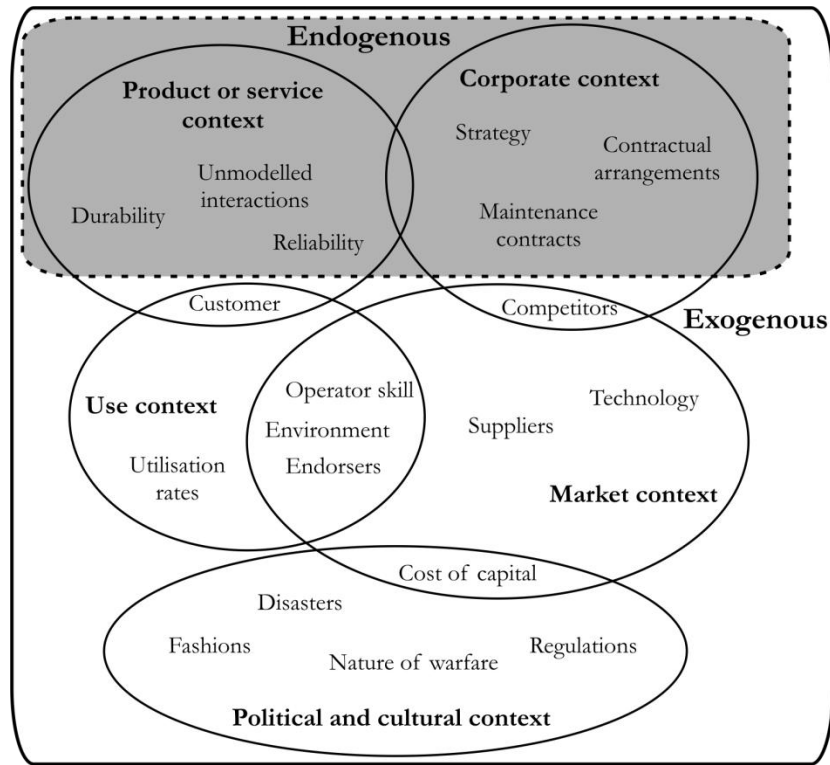 Endogenous
Product or service
context
Corporate context
Strategy
Contractual
arrangements
Unmodelled
interactions
Durability
Maintenance
contracts
Reliability
Customer
Competitors
Exogenous
Operator skill
Technology
Use context
Environment
Suppliers
Endorsers
Utilisation
rates
Market context
Cost of capital
Disasters
Fashions
Nature of warfare
Regulations
Political and cultural context